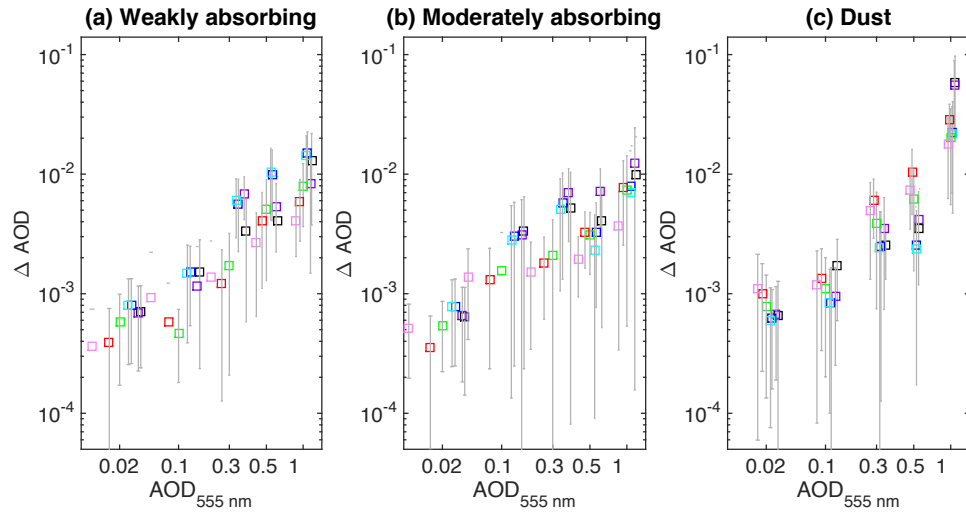 (a) Weakly absorbing
(b) Moderately absorbing
(c) Dust
Δ AOD
10-1
10-2
10-3
10-4
0.02 0.1 0.3 0.5 1
AOD555 nm
Δ AOD
10-1
10-2
10-3
10-4
0.02 0.1 0.3 0.5 1
AOD555 nm
Δ AOD
10-1
10-2
10-3
10-4
0.02 0.1 0.3 0.5 1
AOD555 nm